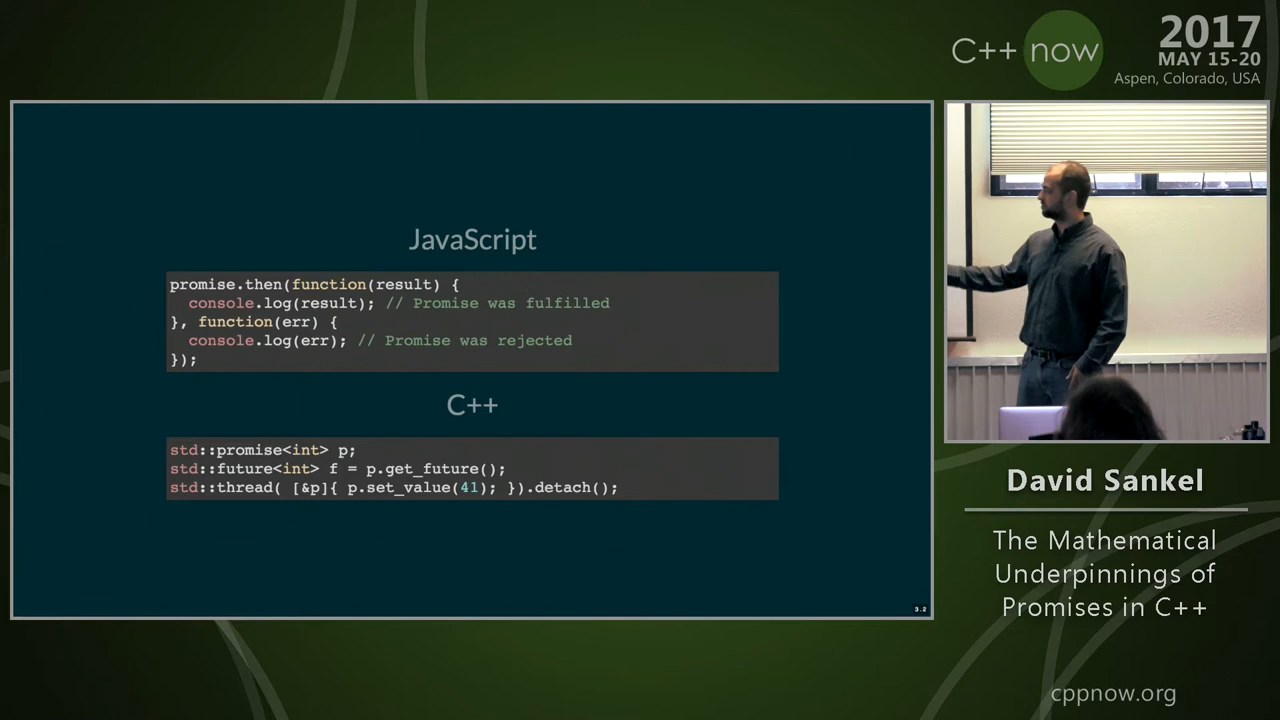 C++ now
2017
MAY 15-20
Aspen, Colorado, USA
JavaScript
promise.then(function(result) {
  console.log(result); // Promise was fulfilled
}, function(err) {
  console.log(err); // Promise was rejected
});
C++
std::promise<int> p;
std::future<int> f = p.get_future();
std::thread( [&p]{ p.set_value(41); }).detach();
3.2
David Sankel
The Mathematical
Underpinnings of
Promises in C++
cppnow.org